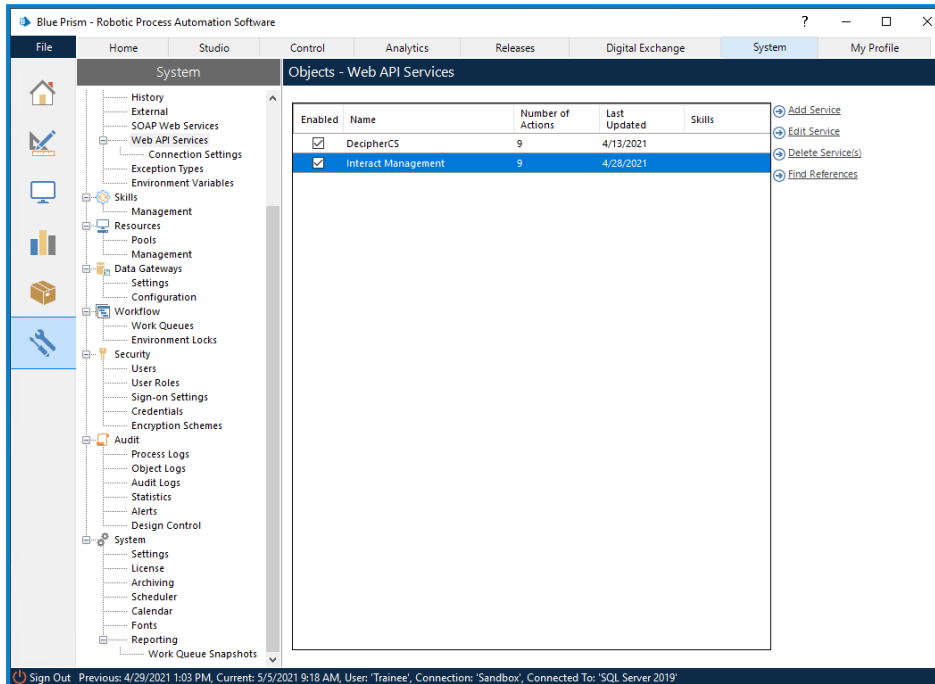 Blue Prism - Robotic Process Automation Software
?
File Home Studio Control Analytics Releases Digital Exchange System My Profile
System
Objects - Web API Services
History
External
SOAP Web Services
Web API Services
Connection Settings
Exception Types
Environment Variables
Skills
Management
Resources
Pools
Management
Data Gateways
Settings
Configuration
Workflow
Work Queues
Environment Locks
Security
Users
User Roles
Sign-on Settings
Credentials
Encryption Schemes
Audit
Process Logs
Object Logs
Audit Logs
Statistics
Alerts
Design Control
System
Settings
License
Archiving
Scheduler
Calendar
Fonts
Reporting
Work Queue Snapshots
Enabled Name Number of Actions Last Updated Skills
DecipherCS 9 4/13/2021
Interact Management 9 4/28/2021
Add Service
Edit Service
Delete Service(s)
Find References
Sign Out Previous: 4/29/2021 1:03 PM, Current: 5/5/2021 9:18 AM, User: 'Trainee', Connection: 'Sandbox', Connected To: 'SQL Server 2019'